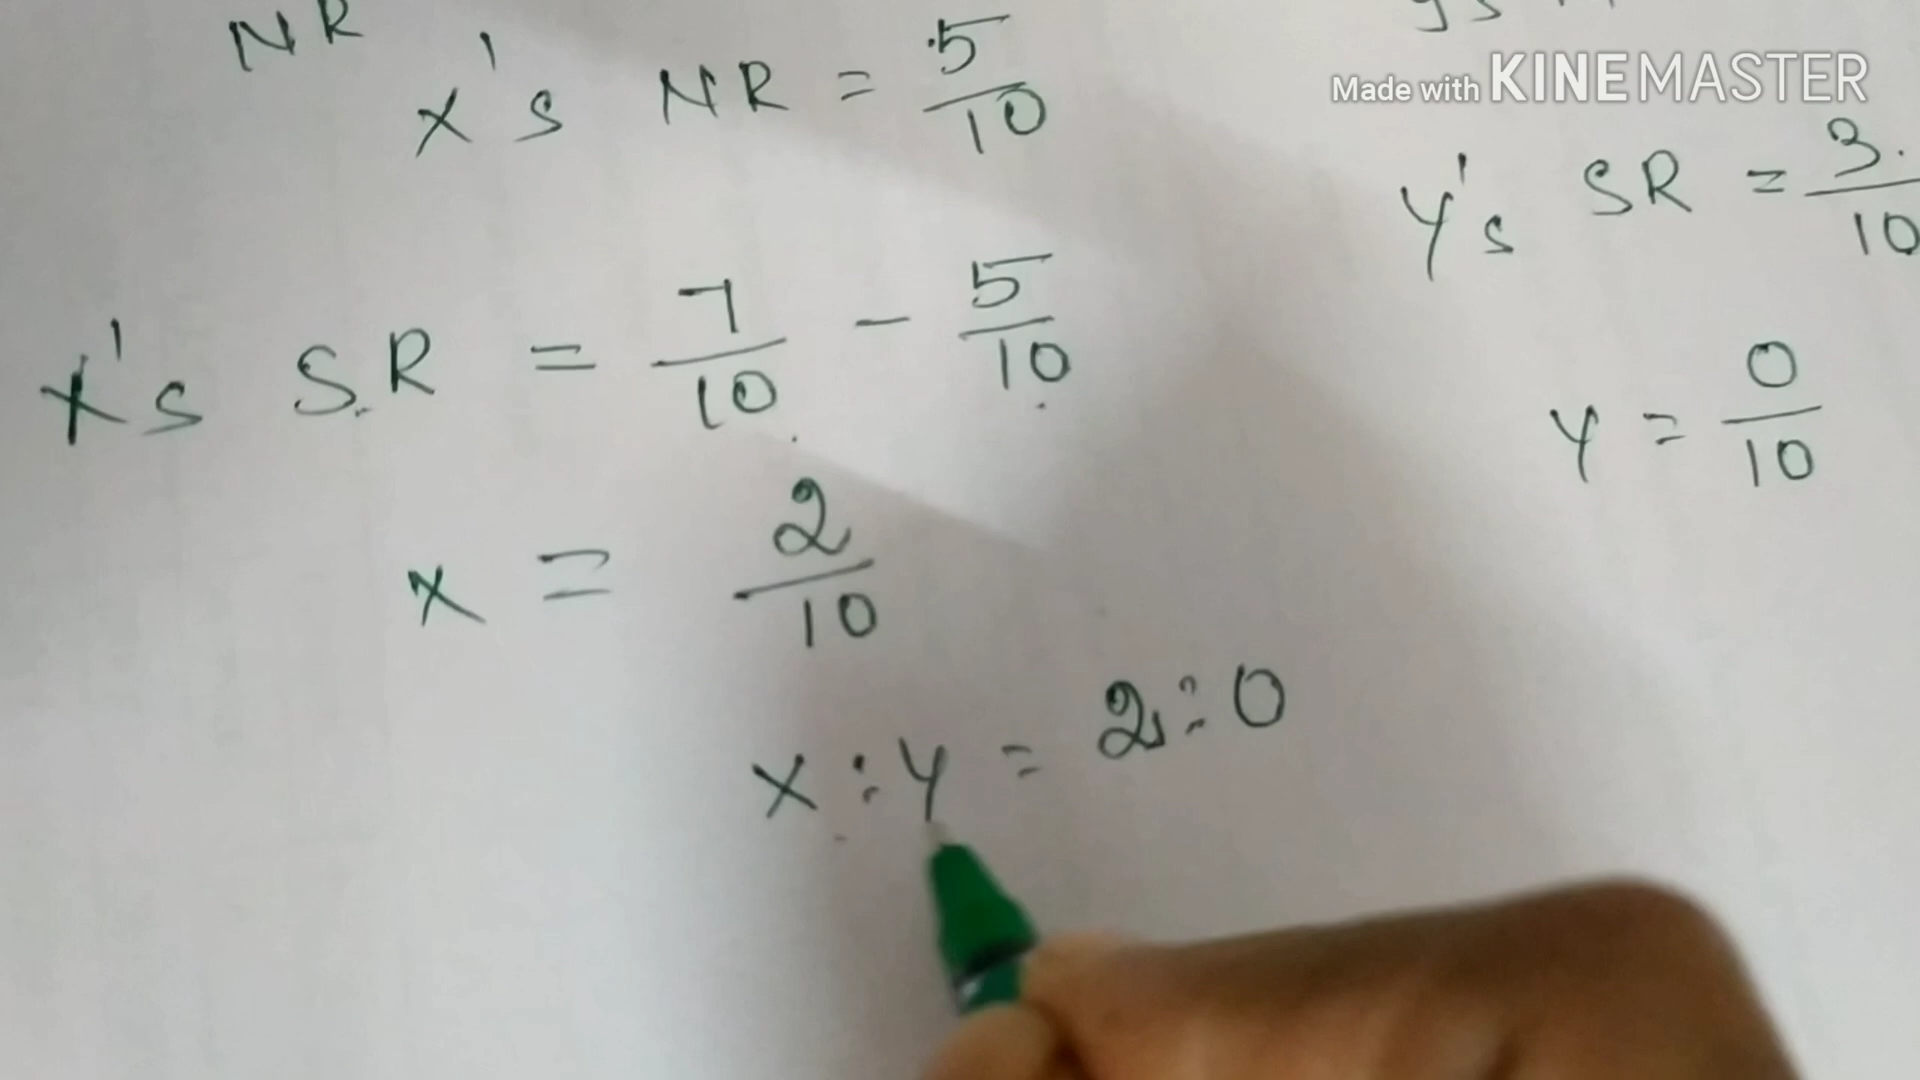 NR
x's NR = 5/10
Made with KINEMASTER
y's SR = 3/10
x's S.R = 7/10 - 5/10
y = 0/10
x = 2/10
x : y = 2 : 0